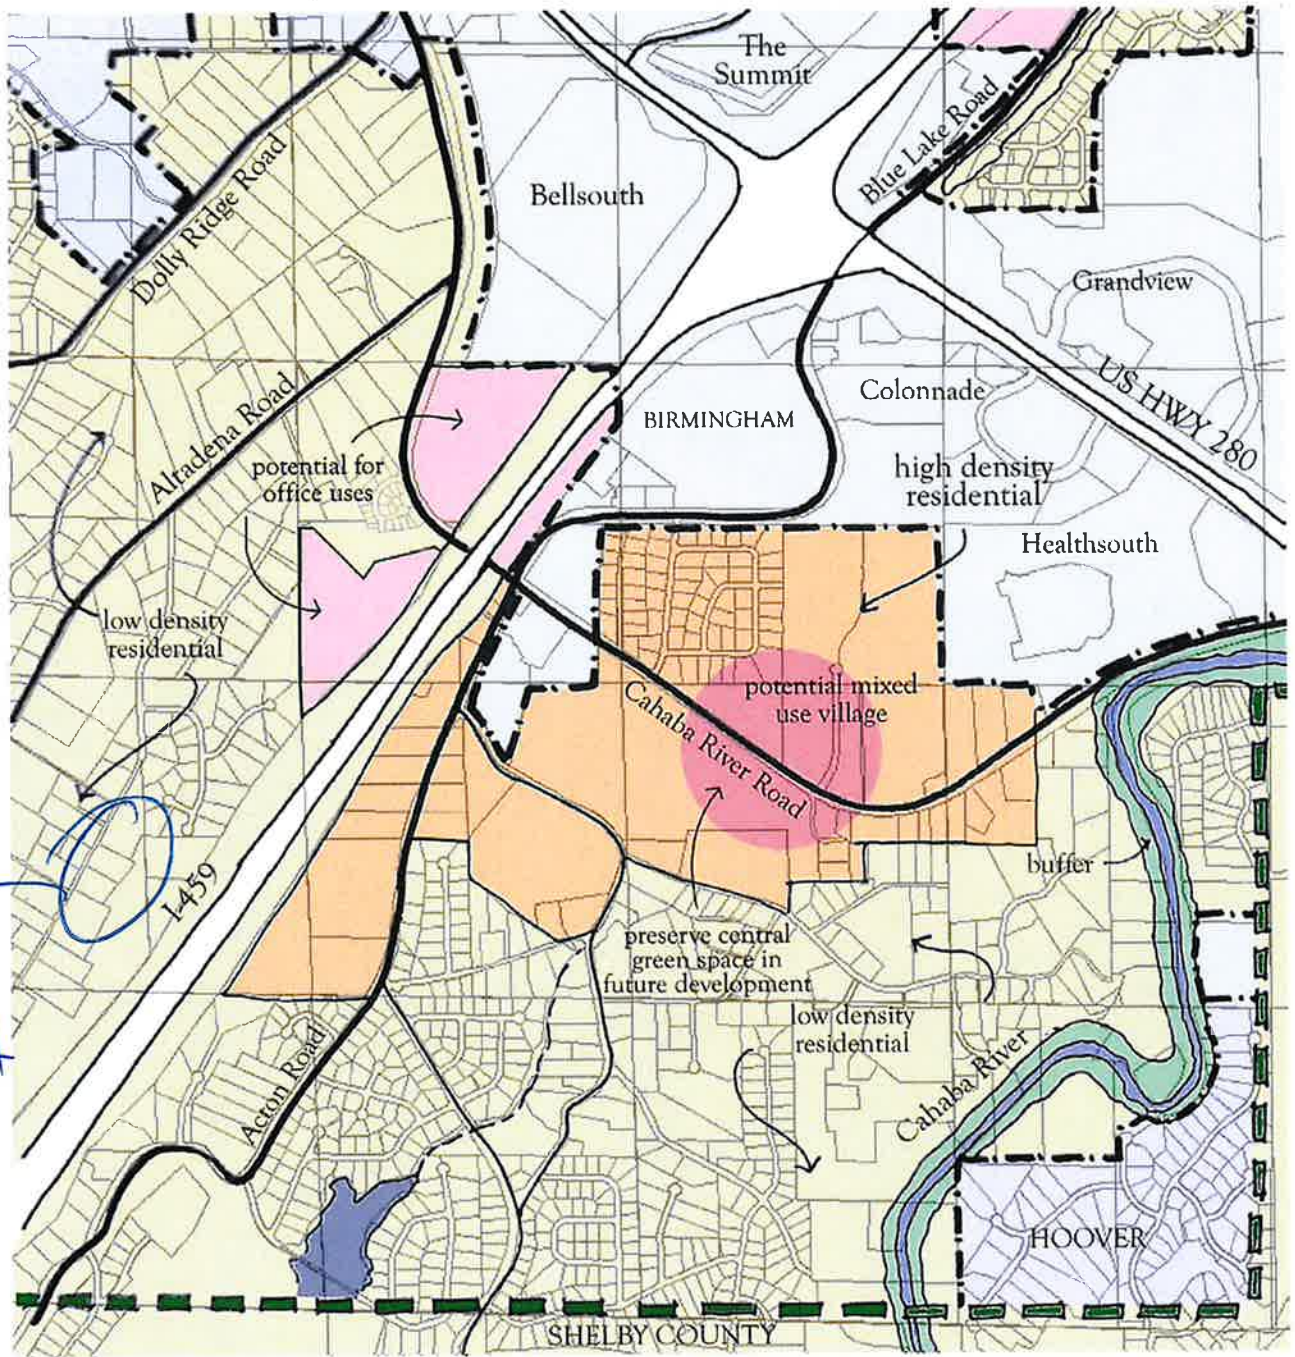 The
Summit
Blue Lake Road
Bellsouth
Dolly Ridge Road
Grandview
US HWY 280
Colonnade
BIRMINGHAM
Altadena Road
potential for
office uses
high density
residential
Healthsouth
low density
residential
potential mixed
use village
Cahaba River Road
buffer
I-459
preserve central
green space in
future development
low density
residential
Cahaba River
Acton Road
HOOVER
SHELBY COUNTY